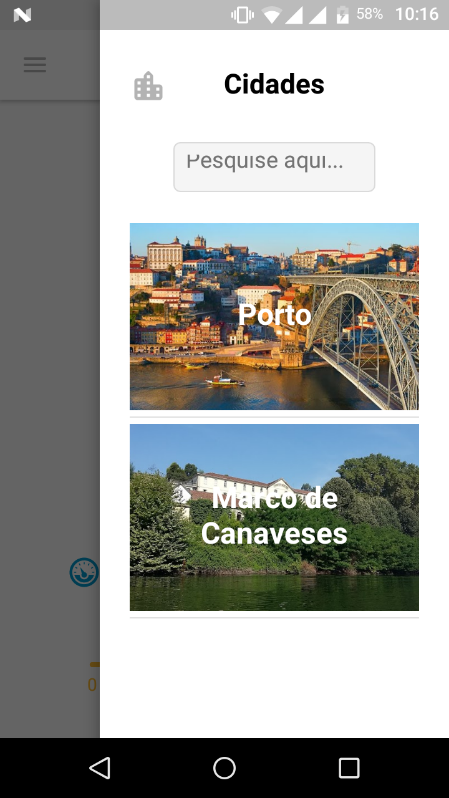 58% 10:16
Cidades
Pesquise aqui...
Porto
Marco de
Canaveses
0